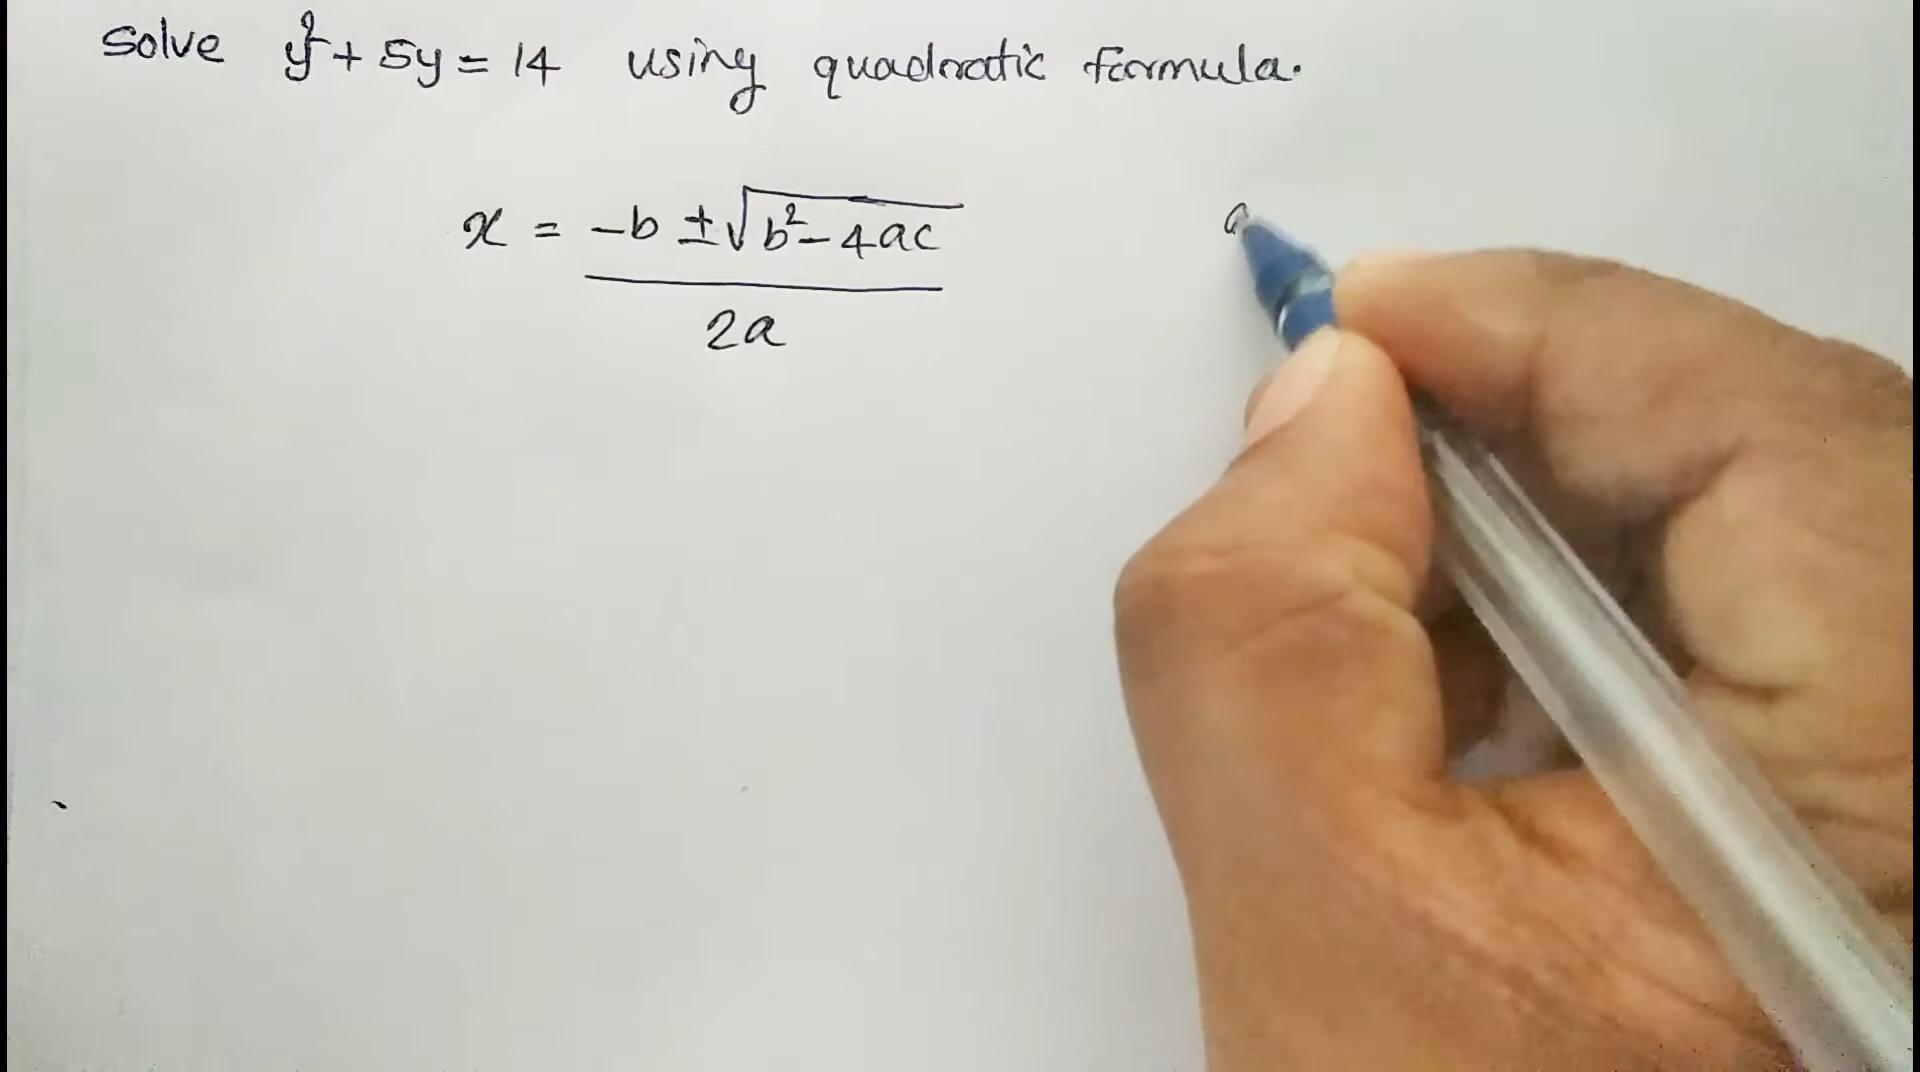 Solve y² + 5y = 14 using quadratic formula.
x = -b ± √b² - 4ac
2a
a